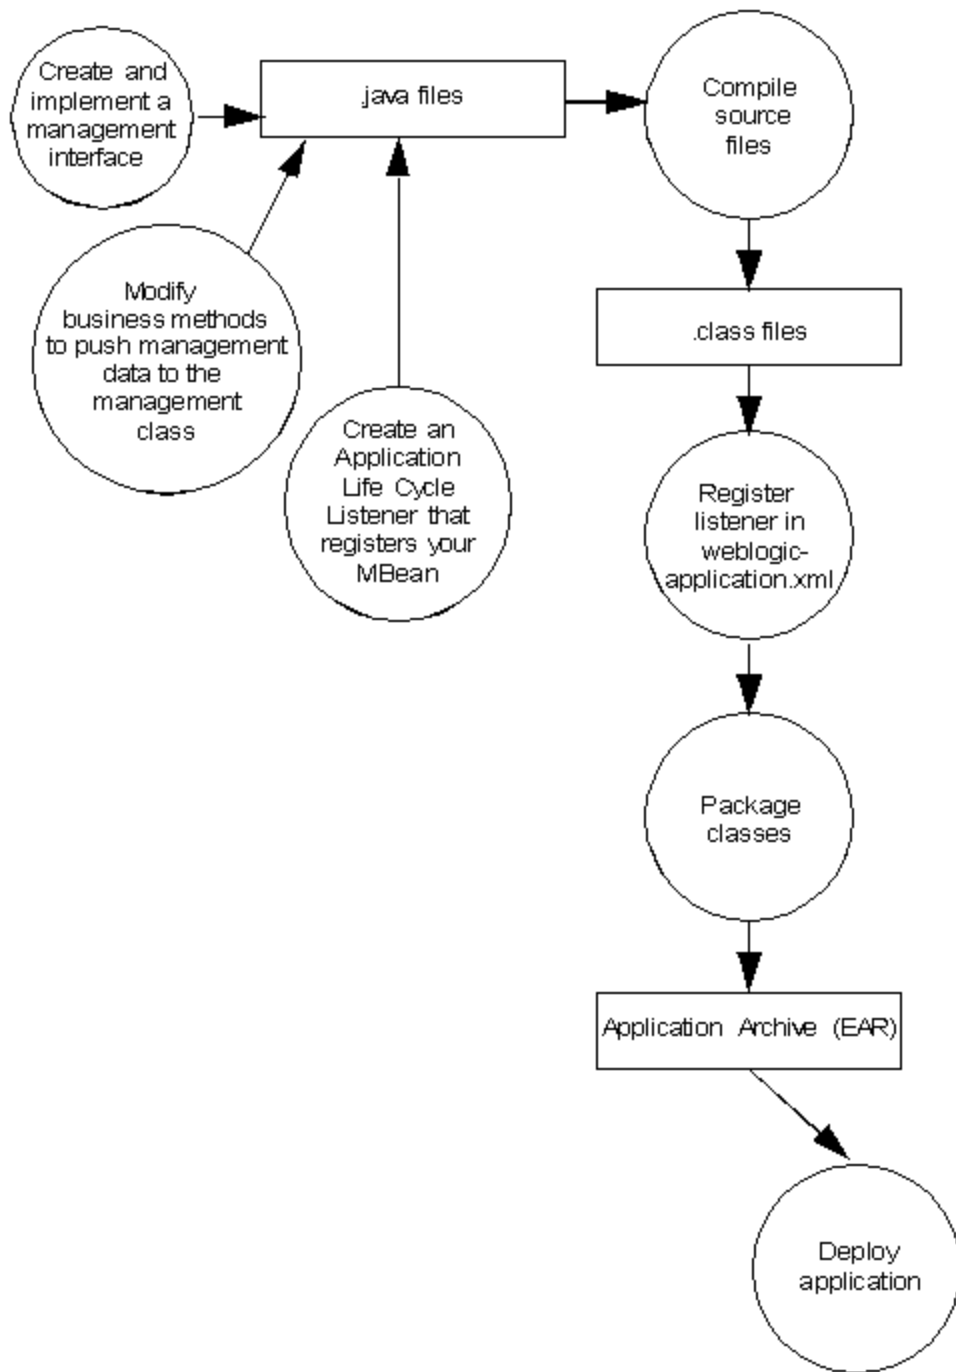 Create and
implement a
management
interface
.java files
Compile
source
files
Modify
business methods
to push management
data to the
management
class
.class files
Create an
Application
Life Cycle
Listener that
registers your
MBean
Register
listener in
weblogic-
application.xml
Package
classes
Application Archive (EAR)
Deploy
application